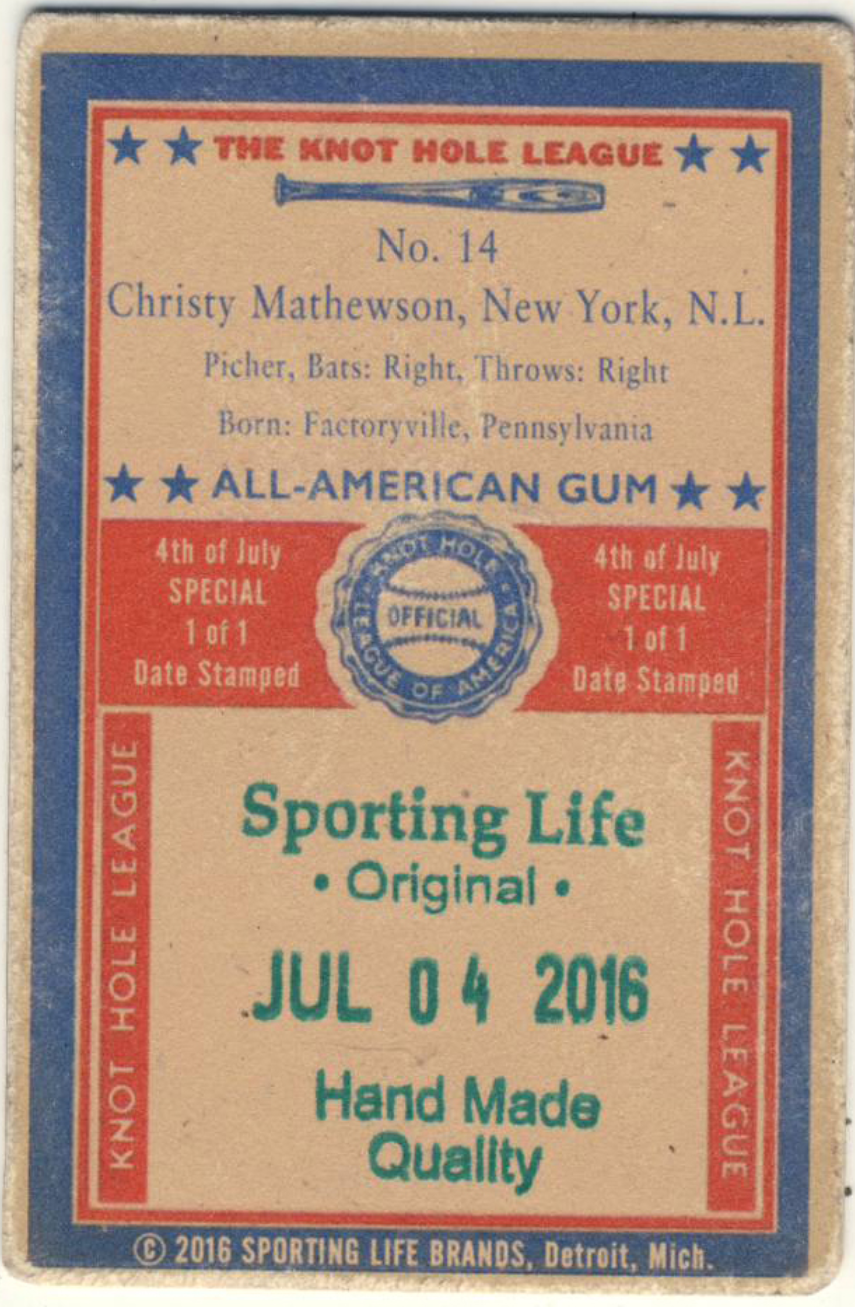 THE KNOT HOLE LEAGUE
No. 14
Christy Mathewson, New York, N.L.
Picher, Bats: Right, Throws: Right
Born: Factoryville, Pennsylvania
ALL-AMERICAN GUM
4th of July
SPECIAL
1 of 1
Date Stamped
KNOT HOLE LEAGUE OF AMERICA
OFFICIAL
4th of July
SPECIAL
1 of 1
Date Stamped
KNOT HOLE LEAGUE
Sporting Life
• Original •
JUL 04 2016
Hand Made
Quality
KNOT HOLE LEAGUE
© 2016 SPORTING LIFE BRANDS, Detroit, Mich.